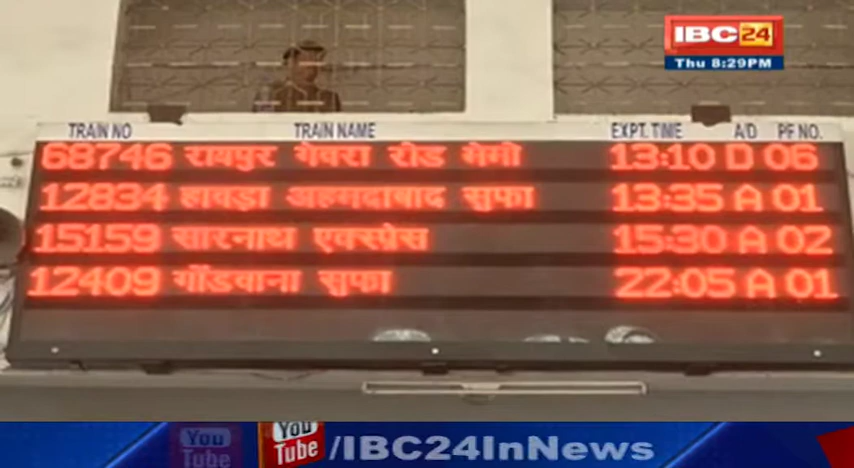 IBC24
Thu 8:29PM
TRAIN NO TRAIN NAME EXPT. TIME A/D PF NO.
68746 रायपुर गेवरा रोड मेमो 13:10 D 06
12834 हावड़ा अहमदाबाद सुफा 13:35 A 01
15159 सारनाथ एक्सप्रेस 15:30 A 02
12409 गोंडवाना सुफा 22:05 A 01
You Tube You Tube /IBC24InNews